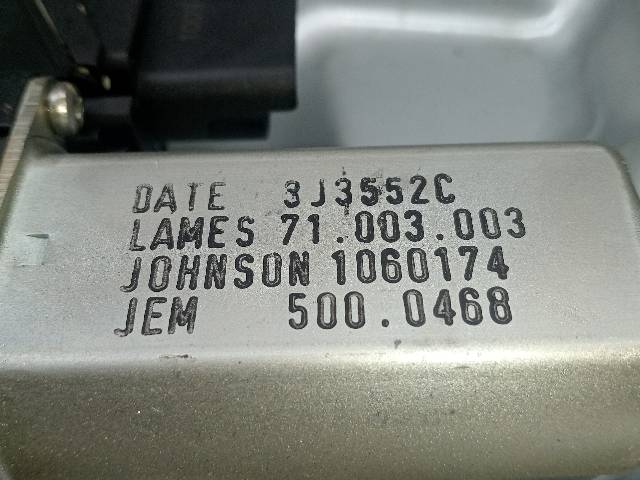 DATE 3J3552C
LAMES 71.003.003
JOHNSON 1060174
JEM 500.0468